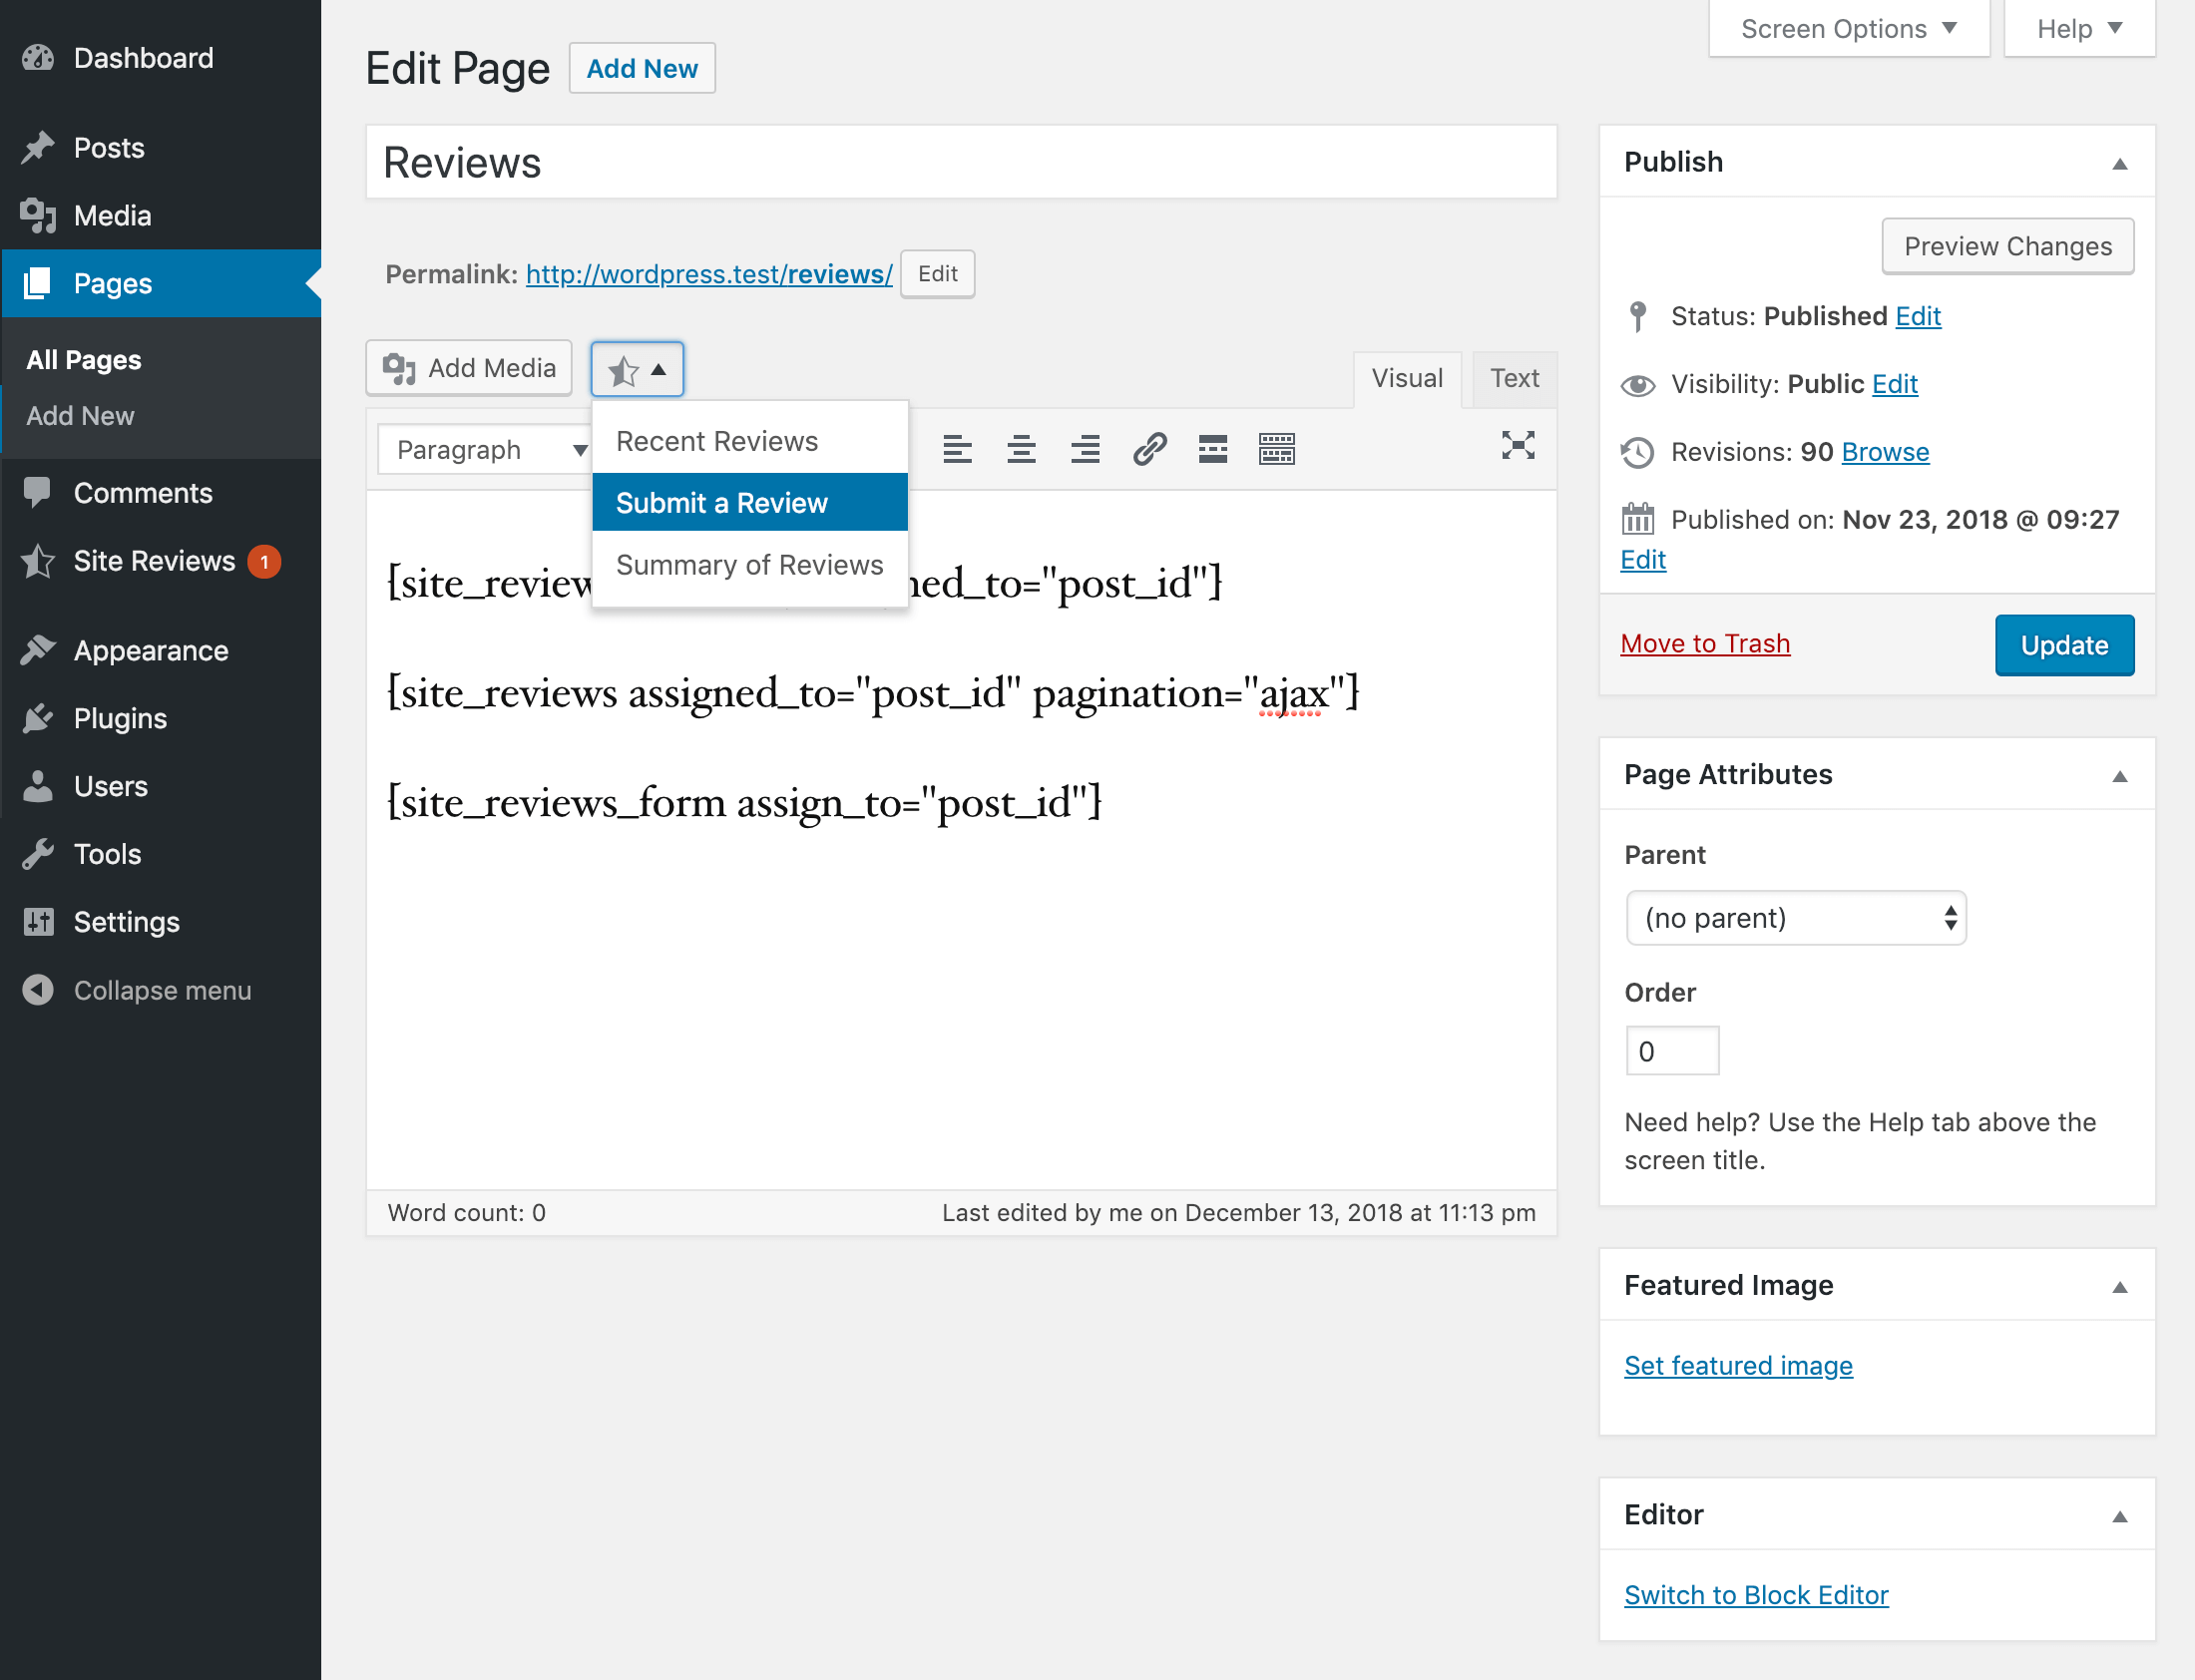 Dashboard
Posts
Media
Pages
All Pages
Add New
Comments
Site Reviews 1
Appearance
Plugins
Users
Tools
Settings
Collapse menu
Screen Options
Help
Edit Page
Add New
Reviews
Permalink: http://wordpress.test/reviews/ Edit
Add Media
Visual
Text
Paragraph
Recent Reviews
Submit a Review
Summary of Reviews
ned_to="post_id"]
[site_reviews assigned_to="post_id" pagination="ajax"]
[site_reviews_form assign_to="post_id"]
Word count: 0
Last edited by me on December 13, 2018 at 11:13 pm
Publish
Preview Changes
Status: Published Edit
Visibility: Public Edit
Revisions: 90 Browse
Published on: Nov 23, 2018 @ 09:27
Edit
Move to Trash
Update
Page Attributes
Parent
(no parent)
Order
0
Need help? Use the Help tab above the
screen title.
Featured Image
Set featured image
Editor
Switch to Block Editor